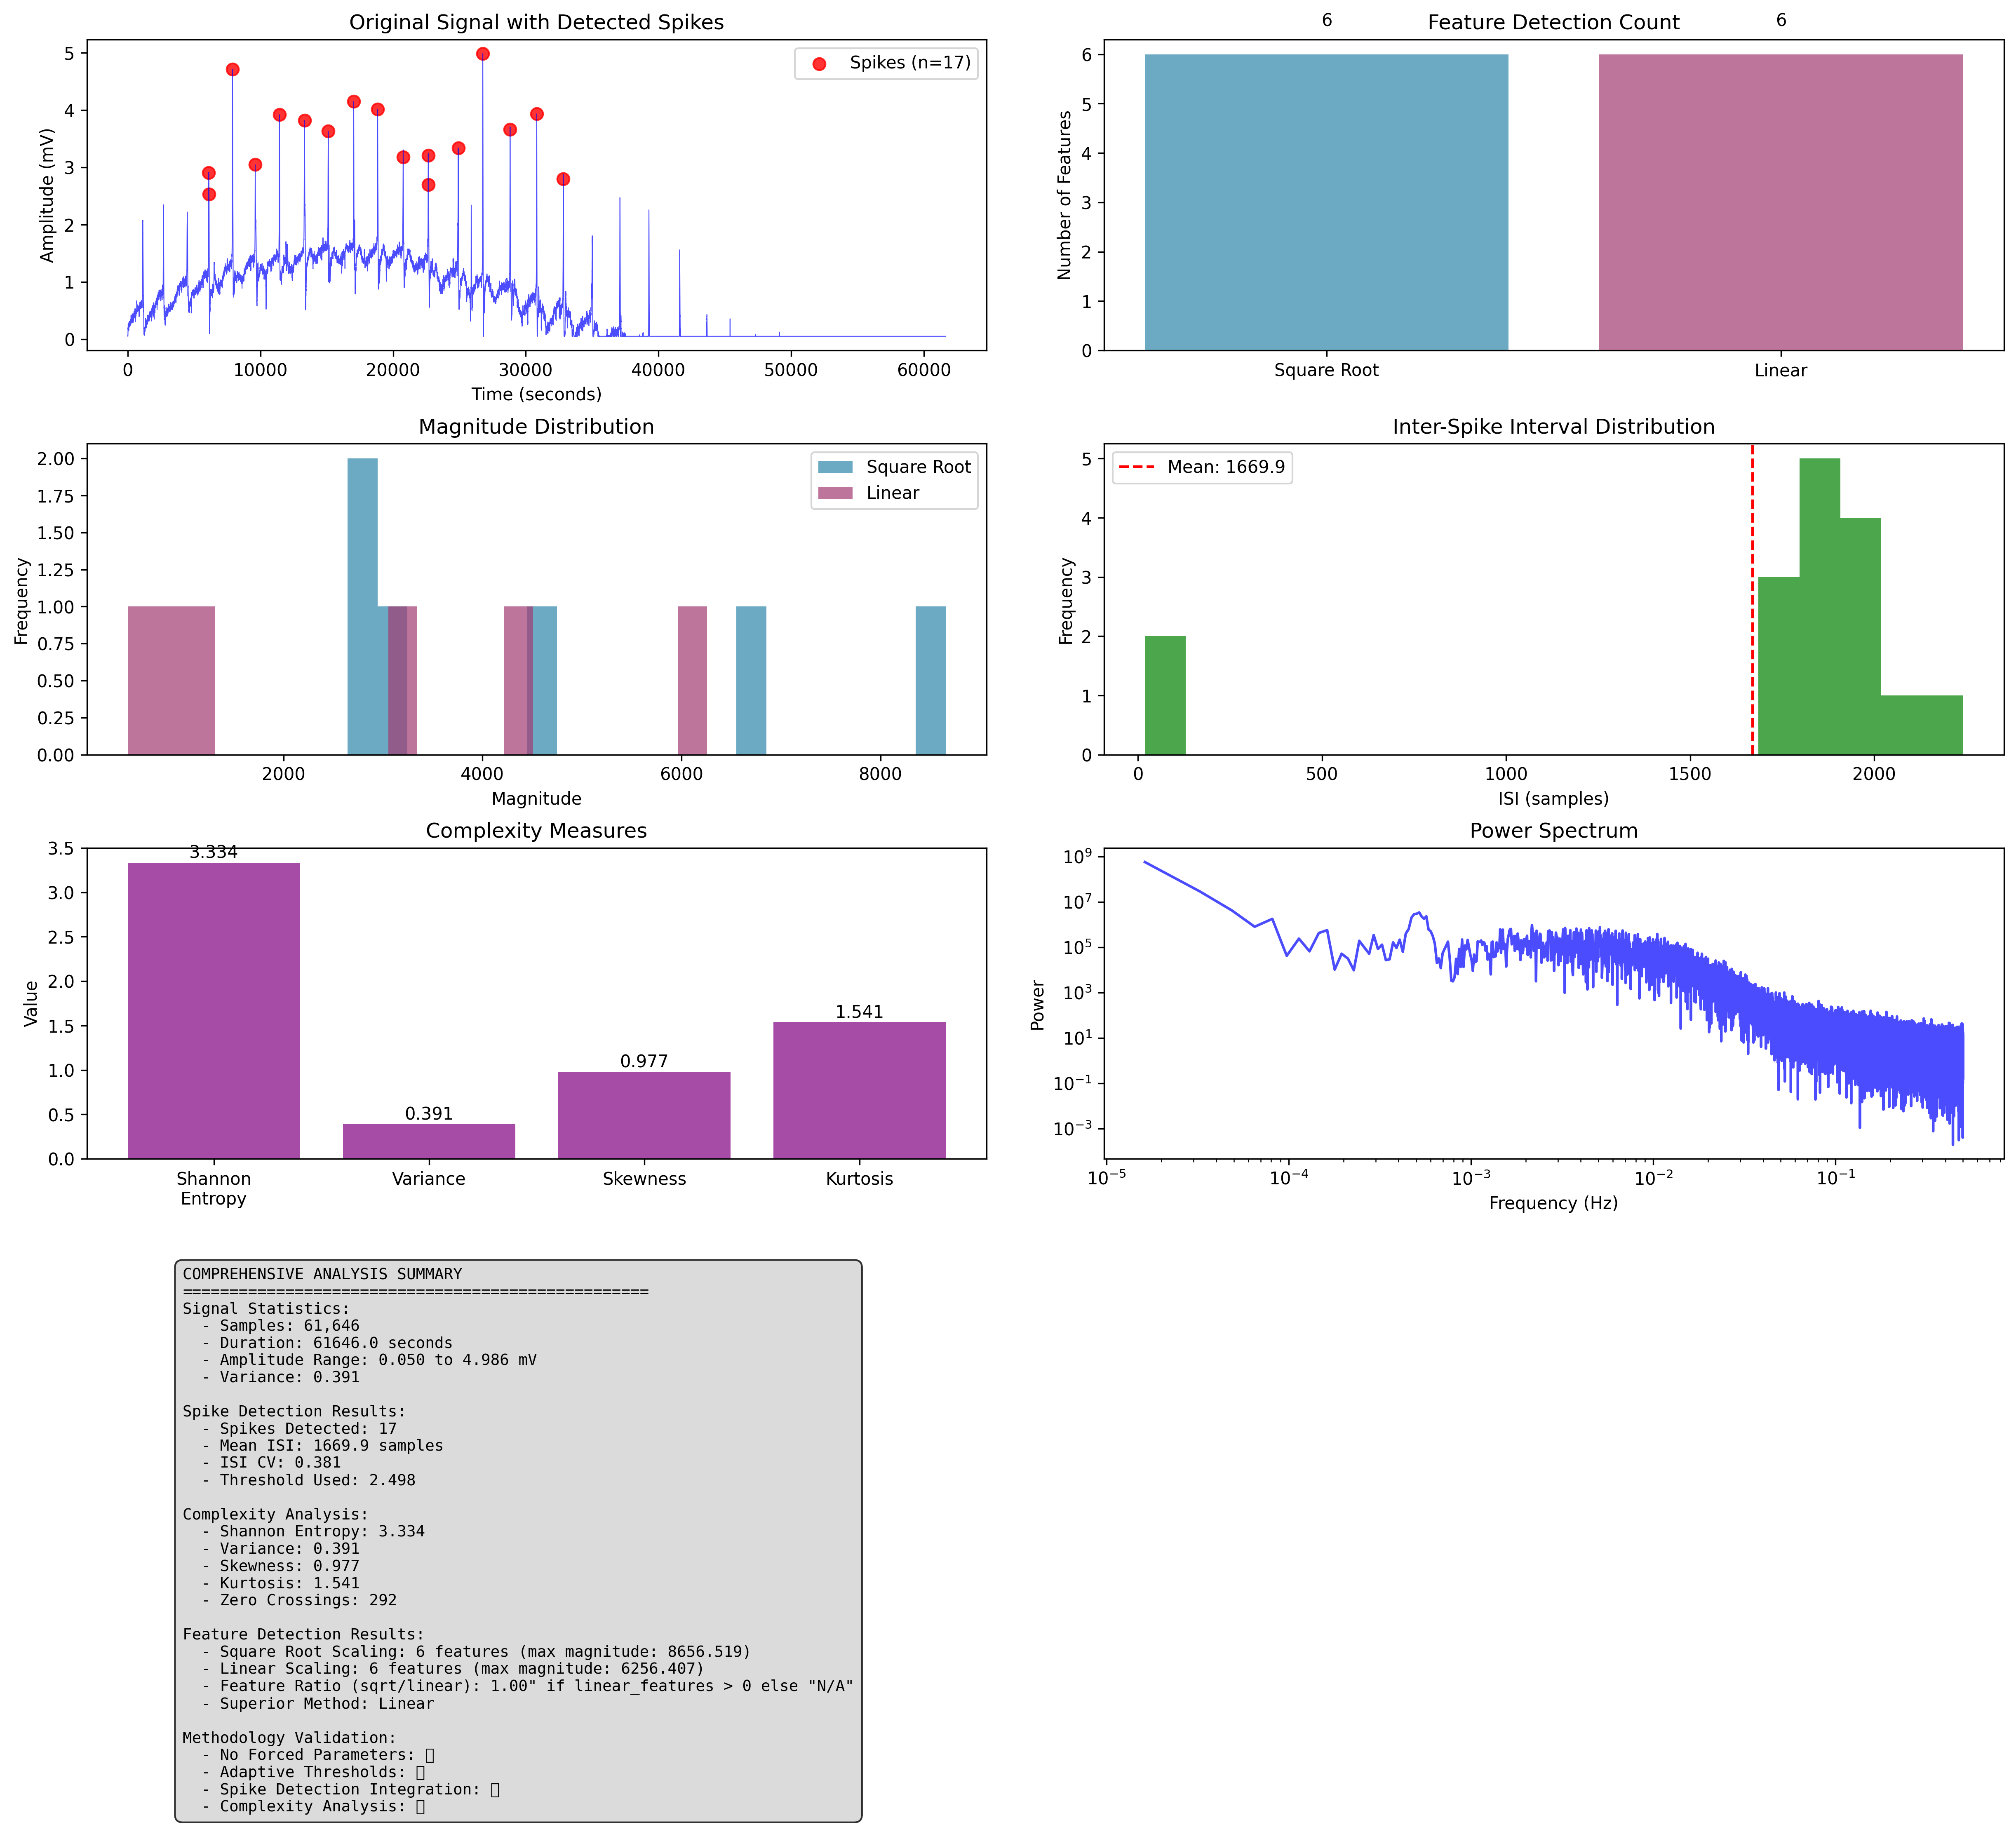 Original Signal with Detected Spikes
Amplitude (mV)
5
4
3
2
1
0
Spikes (n=17)
0 10000 20000 30000 40000 50000 60000
Time (seconds)
Feature Detection Count
6 6
Number of Features
6
5
4
3
2
1
0
Square Root Linear
Magnitude Distribution
Frequency
2.00
1.75
1.50
1.25
1.00
0.75
0.50
0.25
0.00
Square Root
Linear
2000 4000 6000 8000
Magnitude
Inter-Spike Interval Distribution
Frequency
5
4
3
2
1
0
Mean: 1669.9
0 500 1000 1500 2000
ISI (samples)
Complexity Measures
Value
3.5
3.0
2.5
2.0
1.5
1.0
0.5
0.0
3.334
0.391
0.977
1.541
Shannon
Entropy
Variance
Skewness
Kurtosis
Power Spectrum
Power
10⁹
10⁷
10⁵
10³
10¹
10⁻¹
10⁻³
10⁻⁵ 10⁻⁴ 10⁻³ 10⁻² 10⁻¹
Frequency (Hz)
COMPREHENSIVE ANALYSIS SUMMARY
==================================================
Signal Statistics:
- Samples: 61,646
- Duration: 61646.0 seconds
- Amplitude Range: 0.050 to 4.986 mV
- Variance: 0.391
Spike Detection Results:
- Spikes Detected: 17
- Mean ISI: 1669.9 samples
- ISI CV: 0.381
- Threshold Used: 2.498
Complexity Analysis:
- Shannon Entropy: 3.334
- Variance: 0.391
- Skewness: 0.977
- Kurtosis: 1.541
- Zero Crossings: 292
Feature Detection Results:
- Square Root Scaling: 6 features (max magnitude: 8656.519)
- Linear Scaling: 6 features (max magnitude: 6256.407)
- Feature Ratio (sqrt/linear): 1.00" if linear_features > 0 else "N/A"
- Superior Method: Linear
Methodology Validation:
- No Forced Parameters: ▯
- Adaptive Thresholds: ▯
- Spike Detection Integration: ▯
- Complexity Analysis: ▯